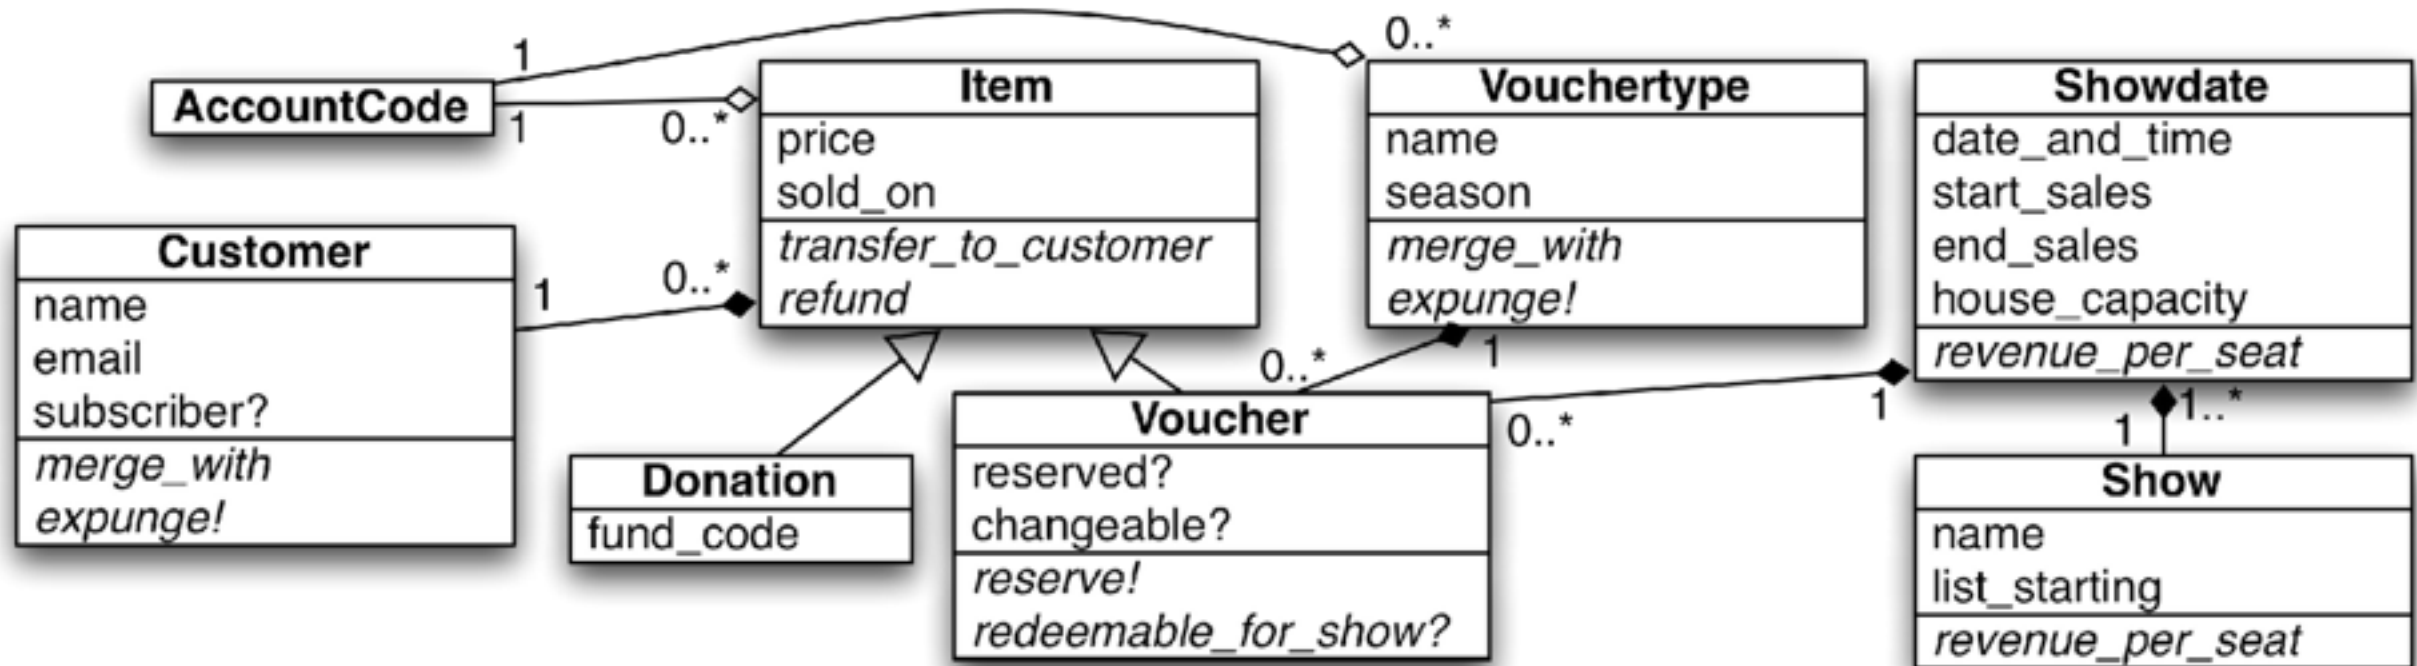 AccountCode
1
1
0..*
0..*
Item
price
sold_on
transfer_to_customer
refund
Vouchertype
name
season
merge_with
expunge!
Showdate
date_and_time
start_sales
end_sales
house_capacity
revenue_per_seat
Customer
name
email
subscriber?
merge_with
expunge!
1
0..*
Donation
fund_code
0..*
1
Voucher
reserved?
changeable?
reserve!
redeemable_for_show?
0..*
1
1
1..*
Show
name
list_starting
revenue_per_seat